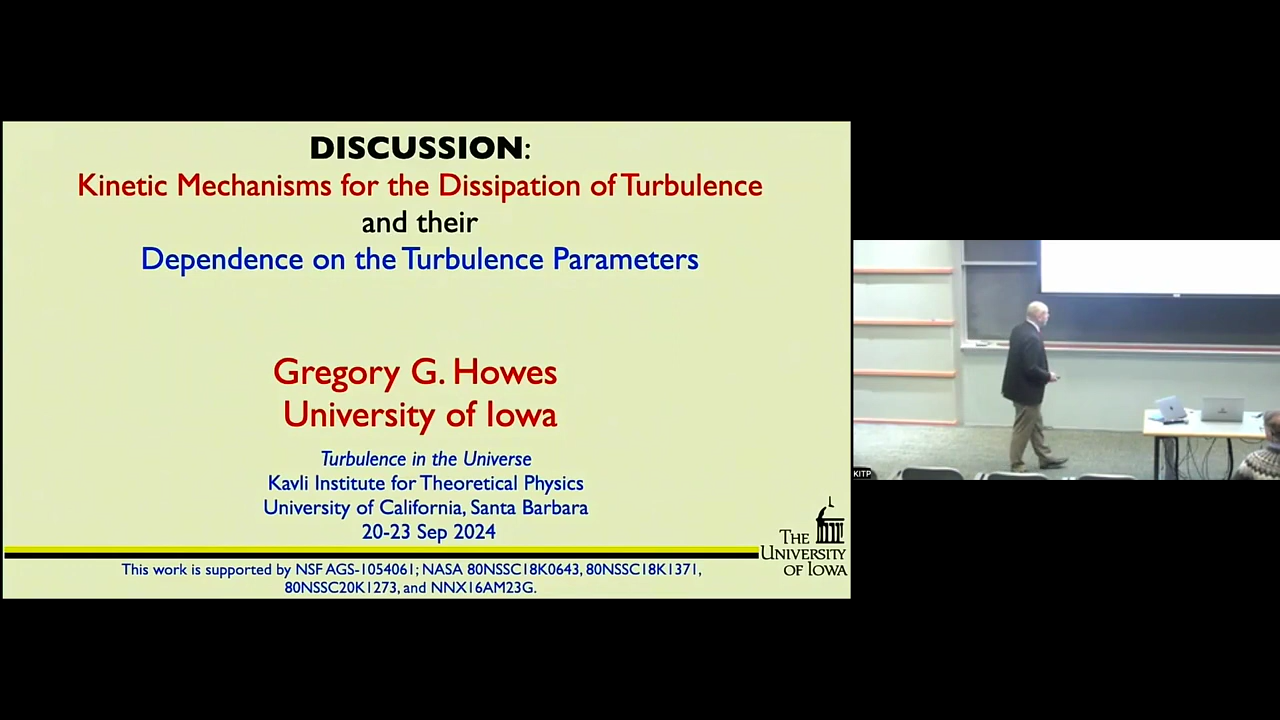 DISCUSSION:
Kinetic Mechanisms for the Dissipation of Turbulence
and their
Dependence on the Turbulence Parameters
Gregory G. Howes
University of Iowa
Turbulence in the Universe
Kavli Institute for Theoretical Physics
University of California, Santa Barbara
20-23 Sep 2024
THE
UNIVERSITY
OF IOWA
This work is supported by NSF AGS-1054061; NASA 80NSSC18K0643, 80NSSC18K1371,
80NSSC20K1273, and NNX16AM23G.
KITP